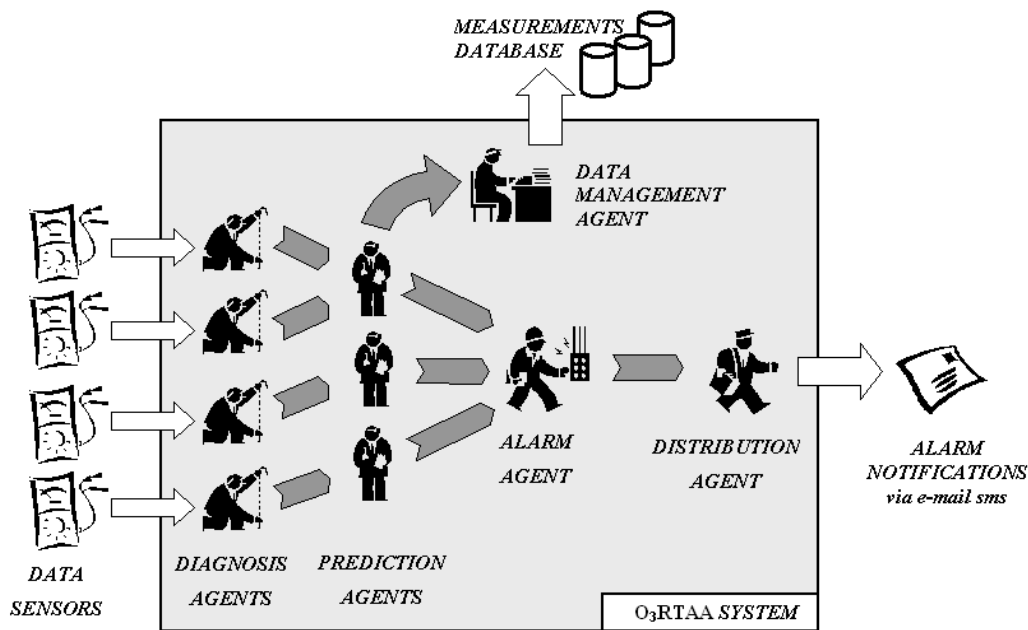 MEASUREMENTS
DATABASE
DATA
MANAGEMENT
AGENT
ALARM
AGENT
DISTRIBUTION
AGENT
ALARM
NOTIFICATIONS
via e-mail sms
DATA
SENSORS
DIAGNOSIS
AGENTS
PREDICTION
AGENTS
O₃RTAA SYSTEM